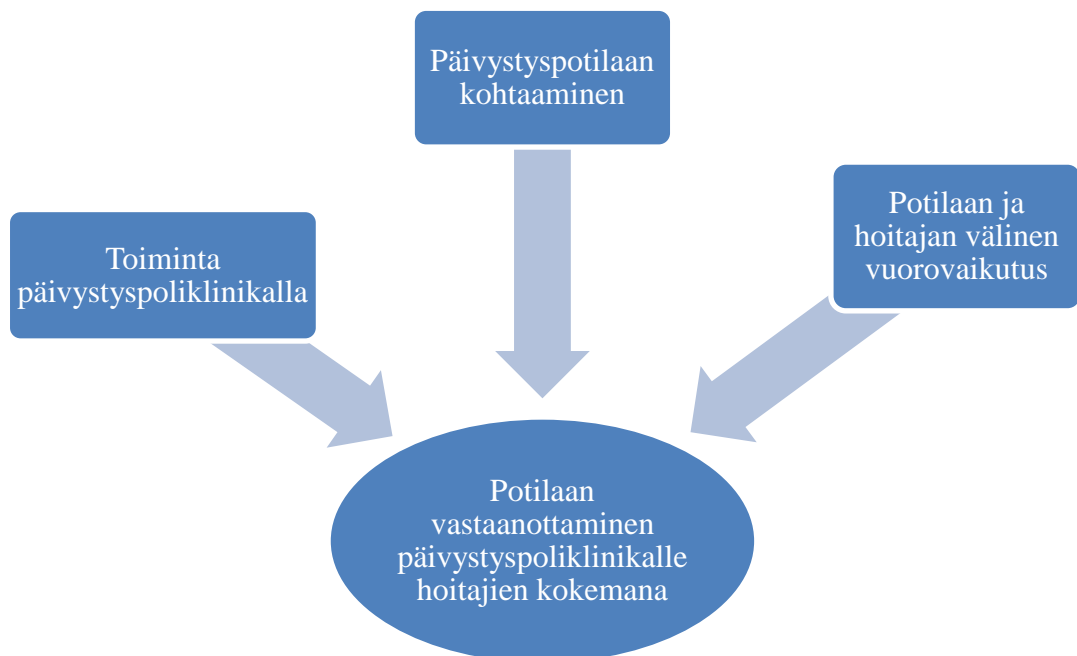 Päivystyspotilaan
kohtaaminen
Toiminta
päivystyspoliklinikalla
Potilaan ja
hoitajan välinen
vuorovaikutus
Potilaan
vastaanottaminen
päivystyspoliklinikalle
hoitajien kokemana